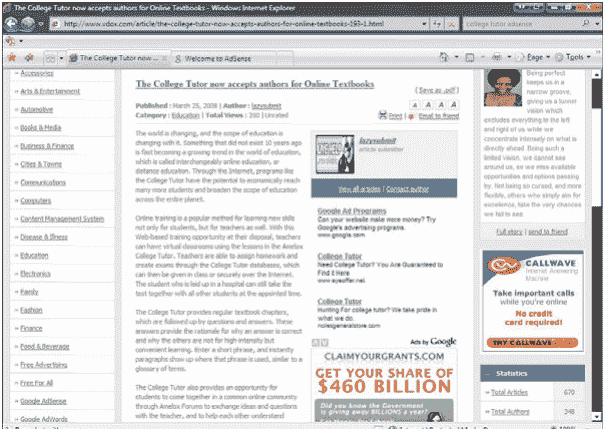 The College Tutor now accepts authors for Online Textbooks - Windows Internet Explorer
http://www.vdox.com/article/the-college-tutor-now-accepts-authors-for-online-textbooks-193-1.html
college tutor adsense
The College Tutor now ...
Welcome to AdSense
Page
Tools
» Accessories
» Arts & Entertainment
» Automotive
» Books & Media
» Business & Finance
» Cities & Towns
» Communications
» Computers
» Content Management System
» Disease & Illness
» Education
» Electronics
» Family
» Fashion
» Finance
» Food & Beverage
» Free Advertising
» Free For All
» Google AdSense
» Google AdWords
The College Tutor now accepts authors for Online Textbooks
( Save as .pdf )
Published : March 25, 2008 | Author : lazysubmit
Category : Education | Total Views : 200 | Unrated
A A A A
Print | Email to friend
The world is changing, and the scope of education is
changing with it. Something that did not exist 10 years ago
is fast becoming a growing trend in the world of education,
which is called interchangeably online education, or
distance education. Through the Internet, programs like
the College Tutor have the potential to economically reach
many more students and broaden the scope of education
across the entire planet.
Online training is a popular method for learning new skills
not only for students, but for teachers as well. With this
Web-based training opportunity at their disposal, teachers
can have virtual classrooms using the lessons in the Anelox
College Tutor. Teachers are able to assign homework and
create exams through the College Tutor databases, which
can then be given in class or securely over the Internet.
The student who is laid up in a hospital can still take the
test together with all other students at the appointed time.
The College Tutor provides regular textbook chapters,
which are followed up by questions and answers. These
answers provide the rationale for why an answer is correct
and why the others are not for high intensity but
convenient learning. Enter a short phrase, and instantly
paragraphs show up where that phrase is used, similar to a
glossary of terms.
The College Tutor also provides an opportunity for
students to come together in a common online community
through Anelox Forums to exchange ideas and questions
with the teacher, and to help each other understand
lazysubmit
article submitter
View all articles | Contact author
Google Ad Programs
Can your website make more money? Try
Google's advertising programs.
www.google.com
College Tutor
Need College Tutor? You Are Guaranteed to
Find it Here
www.eyeoffer.net
College Tutor
Hunting For college tutor? We take pride in
what we do.
nolesgeneralstore.com
Ads by Google
CLAIMYOURGRANTS.COM
GET YOUR SHARE OF
$460 BILLION
Did you know the Government
is giving away BILLIONS of
Being perfect
keeps us in a
narrow groove,
giving us a tunnel
vision which
excludes everything to the left
and right of us while we
concentrate intensely on what is
directly ahead. Being such a
limited vision, we cannot see
around us, so we miss available
opportunities and options passing
by. Not being so cursed, and more
flexible, others who simply aim for
excellence, take the very chances
we fail to see.
Full story | send to friend
CALLWAVE
Internet Answering
Machine
Take important calls
while you're online
No credit
card required!
TRY CALLWAVE
Statistics
» Total Articles 670
» Total Authors 348
100%